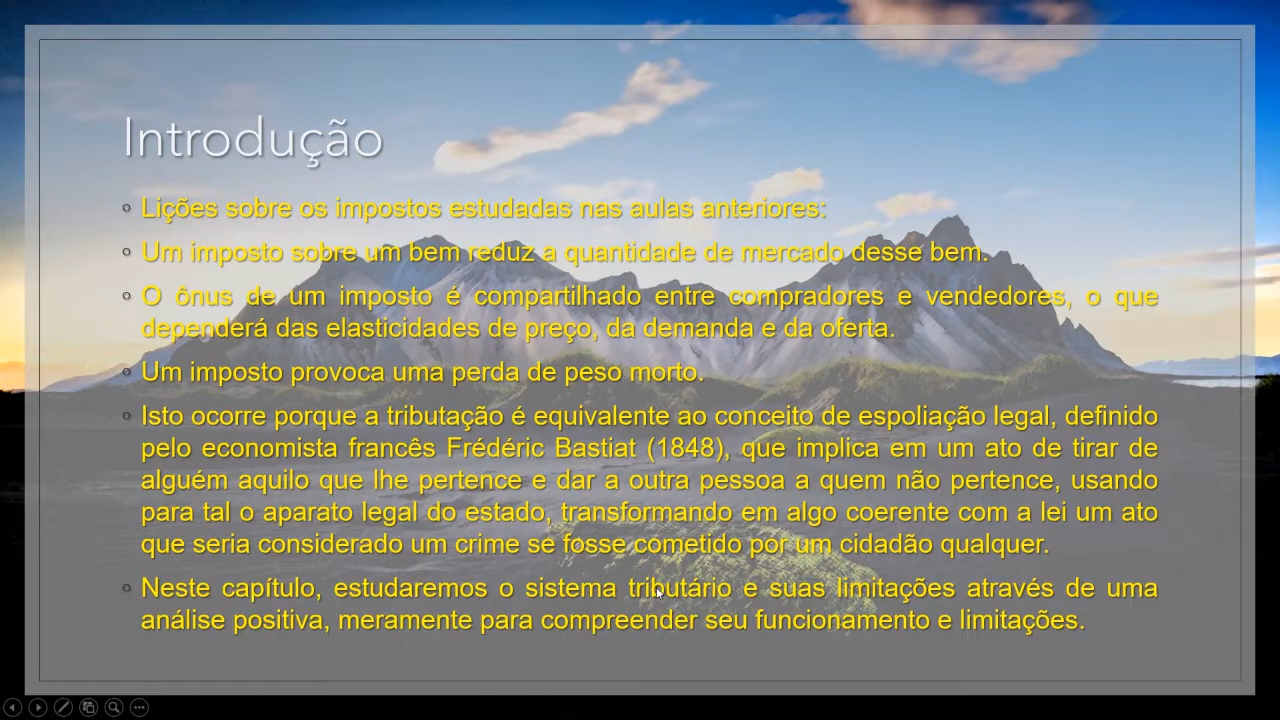 Introdução
Lições sobre os impostos estudadas nas aulas anteriores:
Um imposto sobre um bem reduz a quantidade de mercado desse bem.
O ônus de um imposto é compartilhado entre compradores e vendedores, o que
dependerá das elasticidades de preço, da demanda e da oferta.
Um imposto provoca uma perda de peso morto.
Isto ocorre porque a tributação é equivalente ao conceito de espoliação legal, definido
pelo economista francês Frédéric Bastiat (1848), que implica em um ato de tirar de
alguém aquilo que lhe pertence e dar a outra pessoa a quem não pertence, usando
para tal o aparato legal do estado, transformando em algo coerente com a lei um ato
que seria considerado um crime se fosse cometido por um cidadão qualquer.
Neste capítulo, estudaremos o sistema tributário e suas limitações através de uma
análise positiva, meramente para compreender seu funcionamento e limitações.